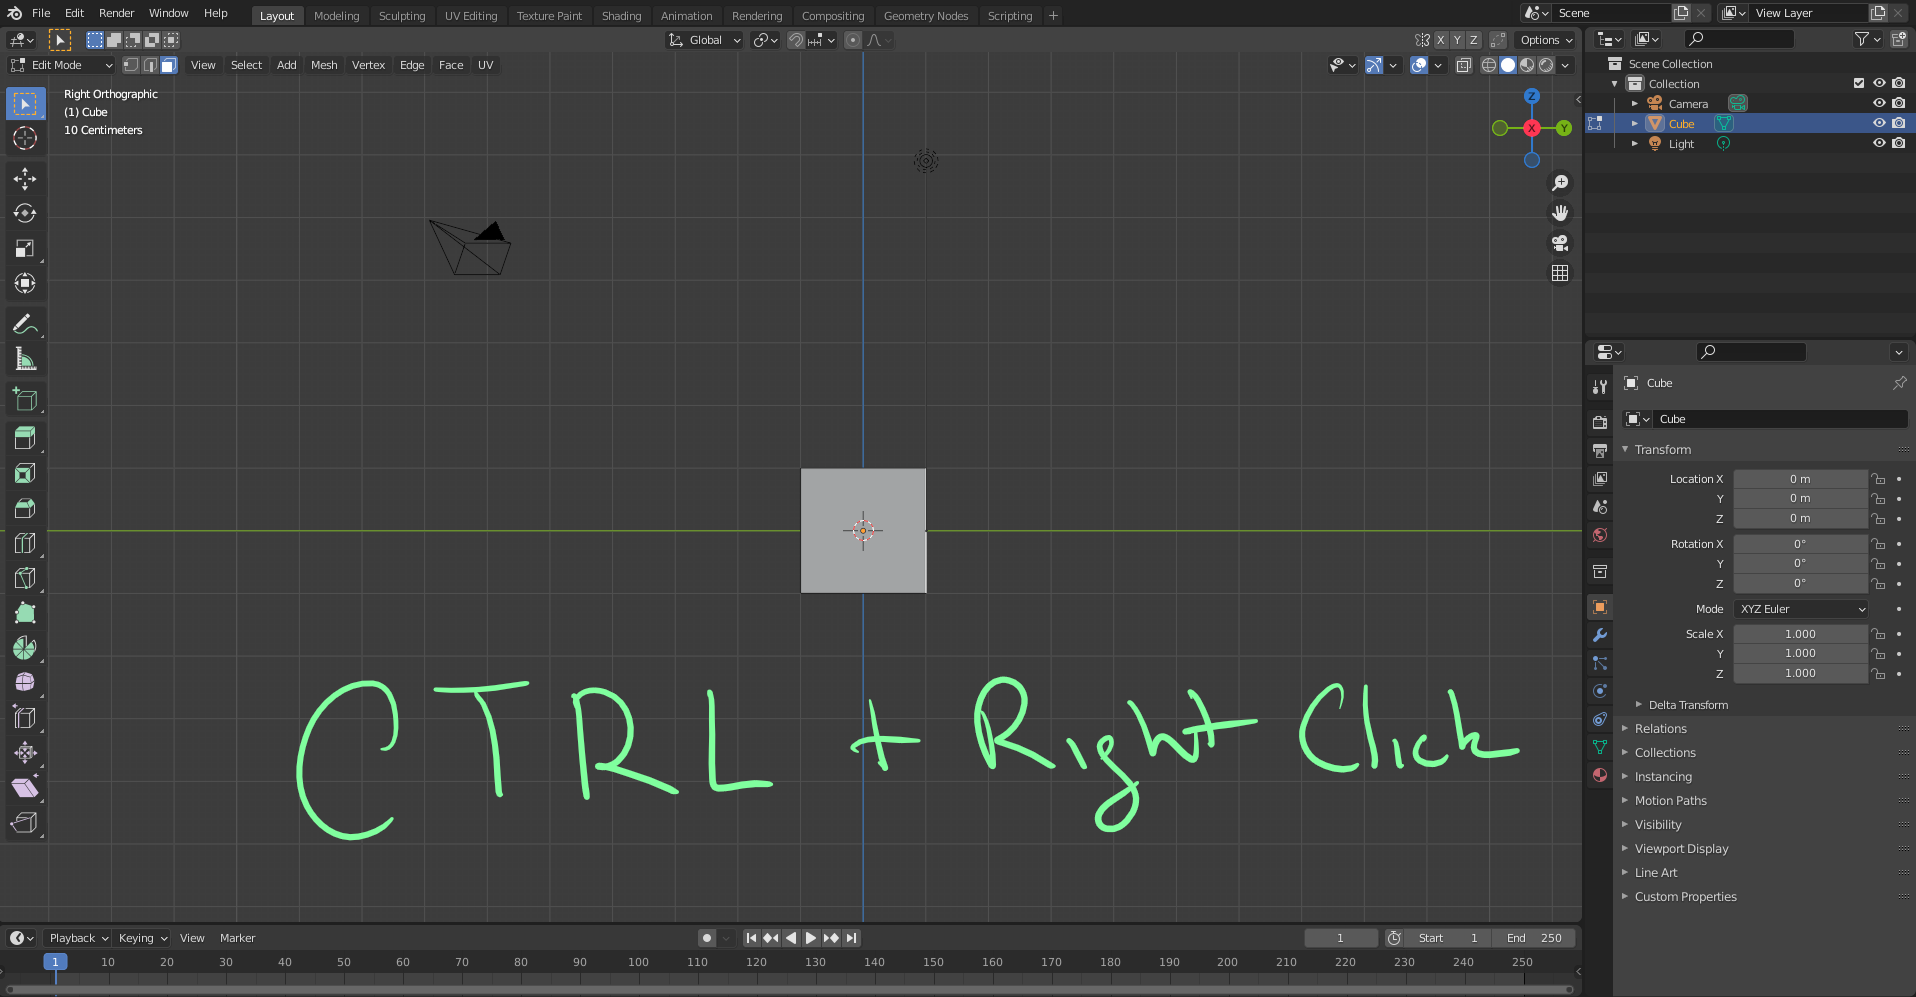 File Edit Render Window Help Layout Modeling Sculpting UV Editing Texture Paint Shading Animation Rendering Compositing Geometry Nodes Scripting + Scene View Layer
Global X Y Z Options
Edit Mode View Select Add Mesh Vertex Edge Face UV
Right Orthographic
(1) Cube
10 Centimeters
Z
X Y
Scene Collection
Collection
Camera
Cube
Light
Cube
Cube
Transform
Location X 0 m
Y 0 m
Z 0 m
Rotation X 0°
Y 0°
Z 0°
Mode XYZ Euler
Scale X 1.000
Y 1.000
Z 1.000
Delta Transform
Relations
Collections
Instancing
Motion Paths
Visibility
Viewport Display
Line Art
Custom Properties
CTRL + Right Click
Playback Keying View Marker 1 Start 1 End 250
1 10 20 30 40 50 60 70 80 90 100 110 120 130 140 150 160 170 180 190 200 210 220 230 240 250